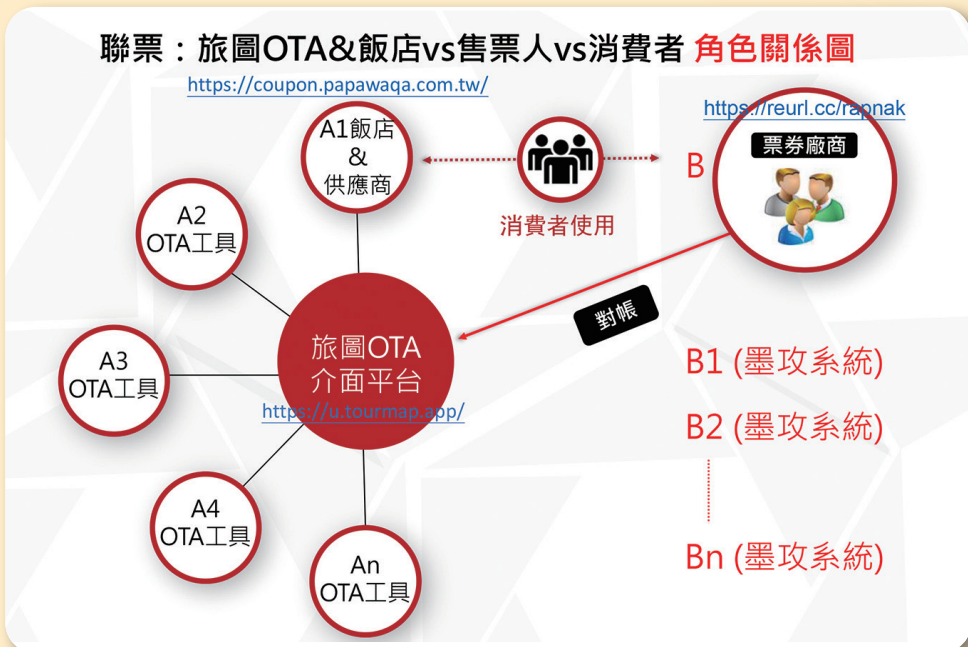 聯票：旅圖OTA&飯店vs售票人vs消費者 角色關係圖
https://coupon.papawaqa.com.tw/
https://reurl.cc/rapnak
A1飯店
&
供應商
票券廠商
B
消費者使用
A2
OTA工具
對帳
旅圖OTA
介面平台
https://u.tourmap.app/
A3
OTA工具
B1 (墨攻系統)
B2 (墨攻系統)
A4
OTA工具
Bn (墨攻系統)
An
OTA工具